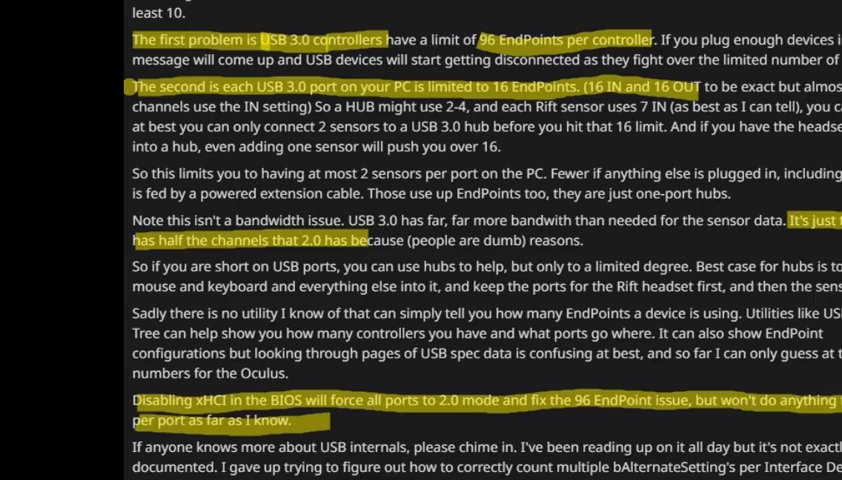 least 10.
The first problem is USB 3.0 controllers have a limit of 96 EndPoints per controller. If you plug enough devices i
message will come up and USB devices will start getting disconnected as they fight over the limited number of
The second is each USB 3.0 port on your PC is limited to 16 EndPoints. (16 IN and 16 OUT to be exact but almos
channels use the IN setting) So a HUB might use 2-4, and each Rift sensor uses 7 IN (as best as I can tell), you ca
at best you can only connect 2 sensors to a USB 3.0 hub before you hit that 16 limit. And if you have the headse
into a hub, even adding one sensor will push you over 16.
So this limits you to having at most 2 sensors per port on the PC. Fewer if anything else is plugged in, including
is fed by a powered extension cable. Those use up EndPoints too, they are just one-port hubs.
Note this isn't a bandwidth issue. USB 3.0 has far, far more bandwith than needed for the sensor data. It's just t
has half the channels that 2.0 has because (people are dumb) reasons.
So if you are short on USB ports, you can use hubs to help, but only to a limited degree. Best case for hubs is to
mouse and keyboard and everything else into it, and keep the ports for the Rift headset first, and then the sens
Sadly there is no utility I know of that can simply tell you how many EndPoints a device is using. Utilities like US
Tree can help show you how many controllers you have and what ports go where. It can also show EndPoint
configurations but looking through pages of USB spec data is confusing at best, and so far I can only guess at t
numbers for the Oculus.
Disabling xHCI in the BIOS will force all ports to 2.0 mode and fix the 96 EndPoint issue, but won't do anything
per port as far as I know.
If anyone knows more about USB internals, please chime in. I've been reading up on it all day but it's not exactl
documented. I gave up trying to figure out how to correctly count multiple bAlternateSetting's per Interface De